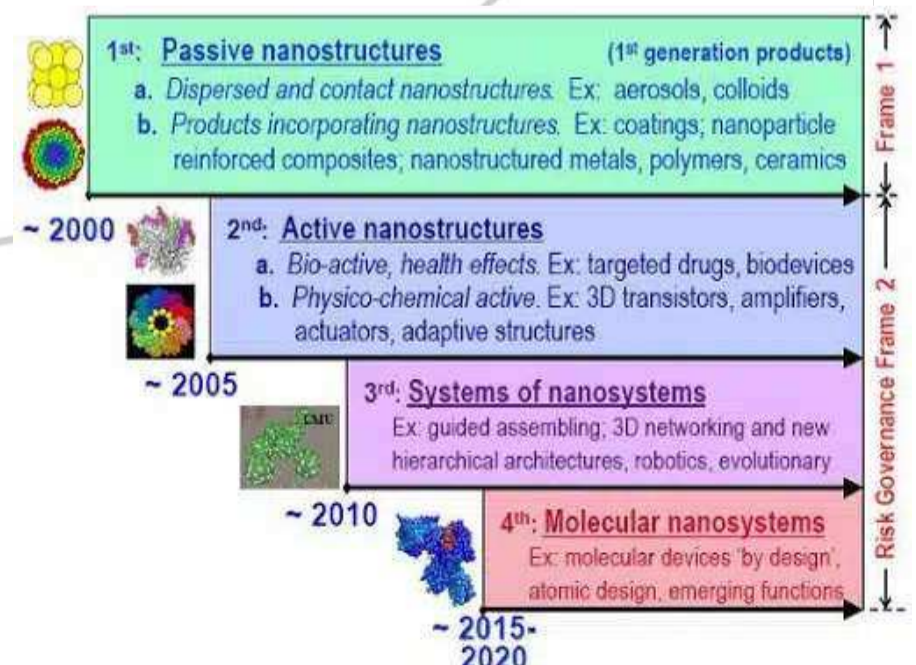 1st: Passive nanostructures (1st generation products)
a. Dispersed and contact nanostructures. Ex: aerosols, colloids
b. Products incorporating nanostructures. Ex: coatings; nanoparticle
reinforced composites; nanostructured metals, polymers, ceramics
Frame 1
~ 2000
2nd: Active nanostructures
a. Bio-active, health effects. Ex: targeted drugs, biodevices
b. Physico-chemical active. Ex: 3D transistors, amplifiers,
actuators, adaptive structures
~ 2005
3rd: Systems of nanosystems
Ex: guided assembling; 3D networking and new
hierarchical architectures, robotics, evolutionary
CMU
~ 2010
4th: Molecular nanosystems
Ex: molecular devices 'by design',
atomic design, emerging functions
~ 2015-
2020
Risk Governance Frame 2